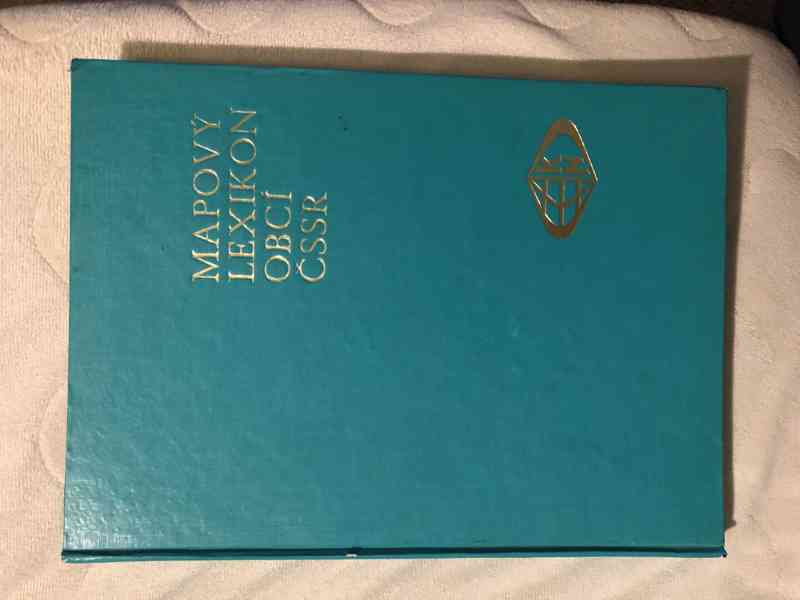 MAPOVÝ
LEXIKON
OBCÍ
ČSSR